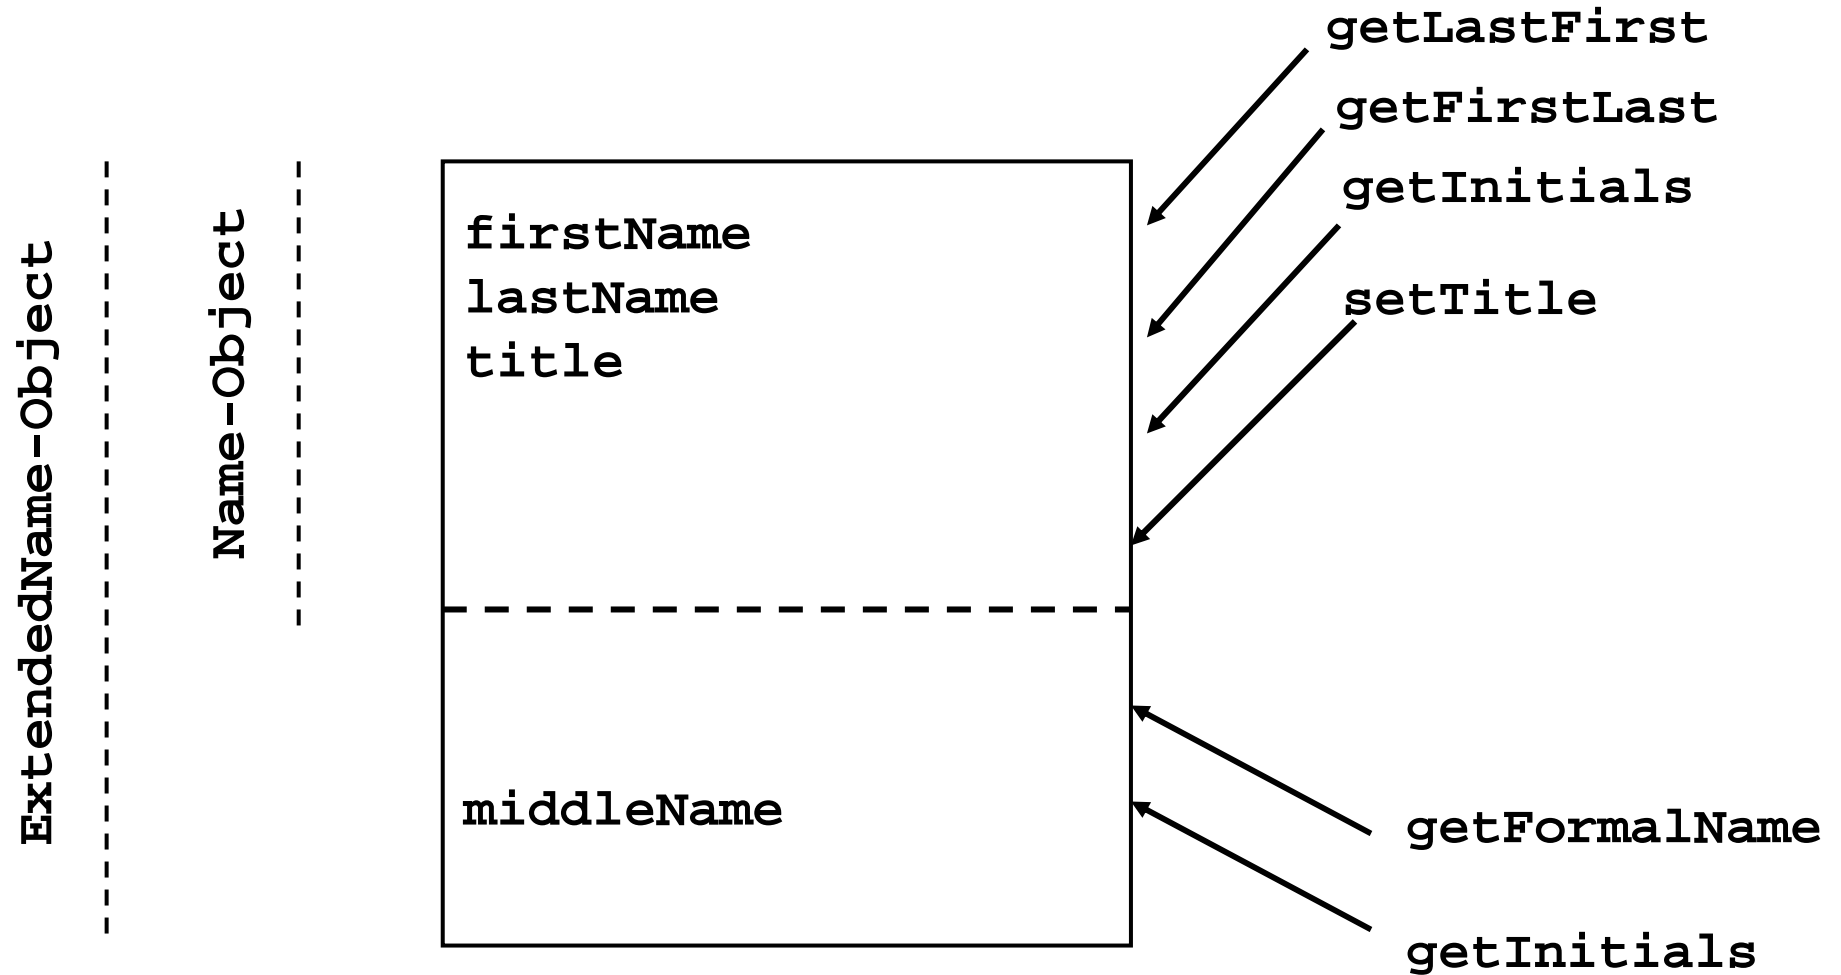 ExtendedName-Object
Name-Object
firstName
lastName
title
middleName
getLastFirst
getFirstLast
getInitials
setTitle
getFormalName
getInitials